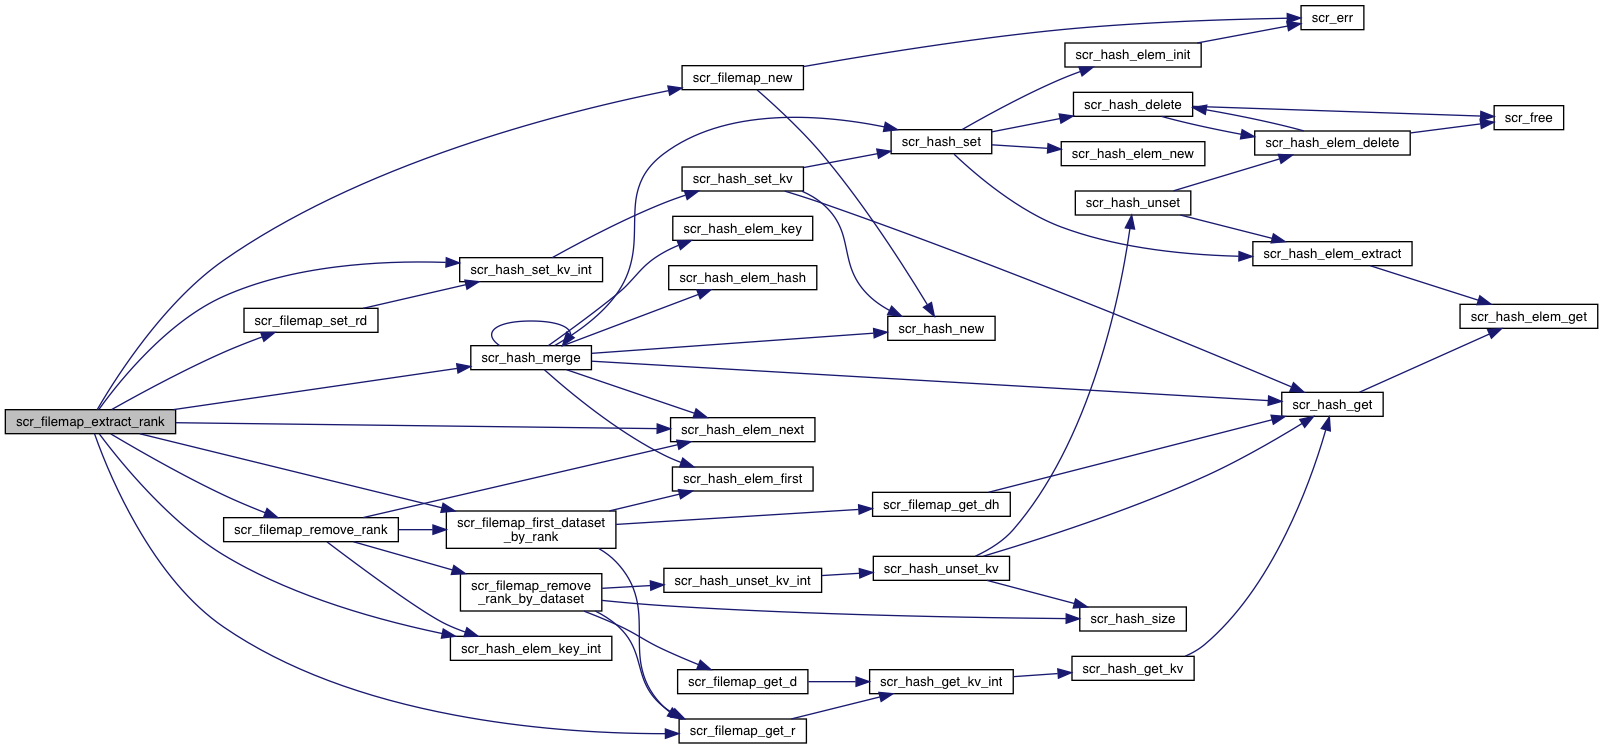 scr_err
scr_hash_elem_init
scr_filemap_new
scr_hash_delete
scr_free
scr_hash_set
scr_hash_elem_delete
scr_hash_elem_new
scr_hash_set_kv
scr_hash_unset
scr_hash_elem_key
scr_hash_elem_extract
scr_hash_set_kv_int
scr_hash_elem_hash
scr_hash_elem_get
scr_filemap_set_rd
scr_hash_new
scr_hash_merge
scr_hash_get
scr_filemap_extract_rank
scr_hash_elem_next
scr_hash_elem_first
scr_filemap_get_dh
scr_filemap_remove_rank
scr_filemap_first_dataset
_by_rank
scr_hash_unset_kv
scr_hash_unset_kv_int
scr_filemap_remove
_rank_by_dataset
scr_hash_size
scr_hash_elem_key_int
scr_hash_get_kv
scr_filemap_get_d
scr_hash_get_kv_int
scr_filemap_get_r